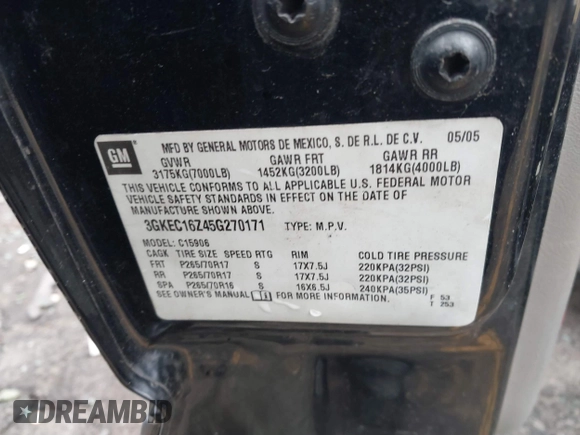 GM
MFD BY GENERAL MOTORS DE MEXICO, S. DE R.L. DE C.V. 05/05
GVWR GAWR FRT GAWR RR
3175KG(7000LB) 1452KG(3200LB) 1814KG(4000LB)
THIS VEHICLE CONFORMS TO ALL APPLICABLE U.S. FEDERAL MOTOR
VEHICLE SAFETY STANDARDS IN EFFECT ON THE DATE OF
MANUFACTURE SHOWN ABOVE.
3GKEC16Z45G270171 TYPE: M.P.V.
MODEL: C15906
CAGK TIRE SIZE SPEED RTG RIM COLD TIRE PRESSURE
FRT P265/70R17 S 17X7.5J 220KPA(32PSI)
RR P265/70R17 S 17X7.5J 220KPA(32PSI)
SPA P265/70R16 S 16X6.5J 240KPA(35PSI)
SEE OWNER'S MANUAL FOR MORE INFORMATION. F 53
T 253
DREAMBID